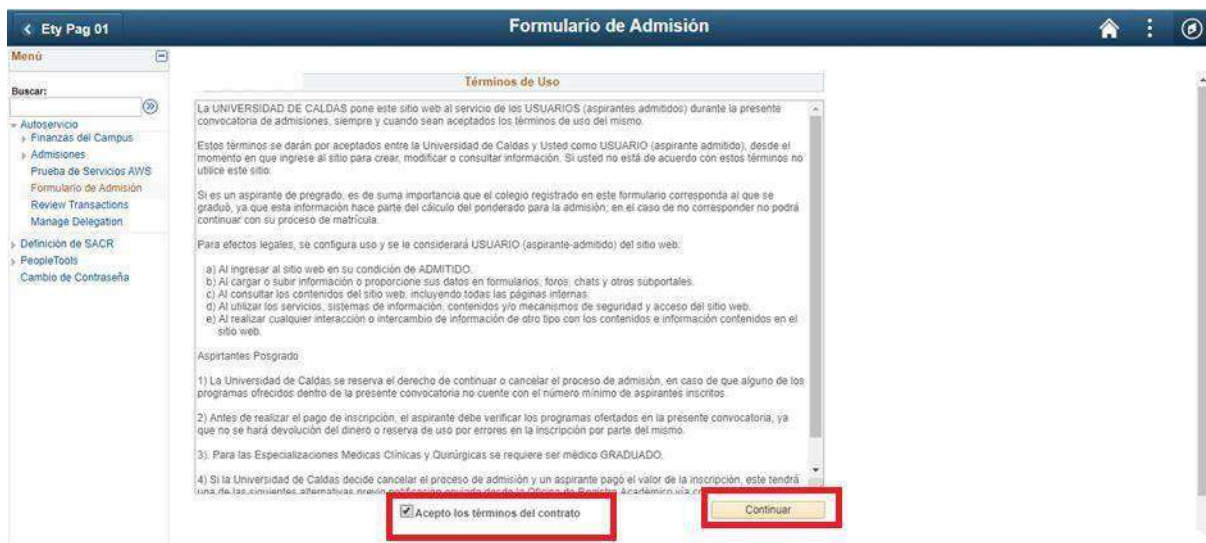 Ety Pag 01
Formulario de Admisión
Menú
Buscar:
Autoservicio
Finanzas del Campus
Admisiones
Prueba de Servicios AWS
Formulario de Admisión
Review Transactions
Manage Delegation
Definición de SACR
PeopleTools
Cambio de Contraseña
Términos de Uso
La UNIVERSIDAD DE CALDAS pone este sitio web al servicio de los USUARIOS (aspirantes admitidos) durante la presente
convocatoria de admisiones, siempre y cuando sean aceptados los términos de uso del mismo.
Estos términos se darán por aceptados entre la Universidad de Caldas y Usted como USUARIO (aspirante admitido), desde el
momento en que ingrese al sitio para crear, modificar o consultar información. Si usted no está de acuerdo con estos términos no
utilice este sitio.
Si es un aspirante de pregrado, es de suma importancia que el colegio registrado en este formulario corresponda al que se
graduó, ya que esta información hace parte del cálculo del ponderado para la admisión; en el caso de no corresponder no podrá
continuar con su proceso de matrícula.
Para efectos legales, se configura uso y se le considerará USUARIO (aspirante-admitido) del sitio web:
a) Al ingresar al sitio web en su condición de ADMITIDO.
b) Al cargar o subir información o proporcione sus datos en formularios, foros, chats y otros subportales.
c) Al consultar los contenidos del sitio web, incluyendo todas las páginas internas.
d) Al utilizar los servicios, sistemas de información, contenidos y/o mecanismos de seguridad y acceso del sitio web.
e) Al realizar cualquier interacción o intercambio de información de otro tipo con los contenidos e información contenidos en el
sitio web.
Aspirtantes Posgrado
1) La Universidad de Caldas se reserva el derecho de continuar o cancelar el proceso de admisión, en caso de que alguno de los
programas ofrecidos dentro de la presente convocatoria no cuente con el número mínimo de aspirantes inscritos.
2) Antes de realizar el pago de inscripción, el aspirante debe verificar los programas ofertados en la presente convocatoria, ya
que no se hará devolución del dinero o reserva de uso por errores en la inscripción por parte del mismo.
3). Para las Especializaciones Medicas Clínicas y Quirúrgicas se requiere ser médico GRADUADO.
4) Si la Universidad de Caldas decide cancelar el proceso de admisión y un aspirante pagó el valor de la inscripción, este tendrá
una de las siguientes alternativas previo notificación enviada desde la Oficina de Registro Académico vía
Acepto los términos del contrato
Continuar